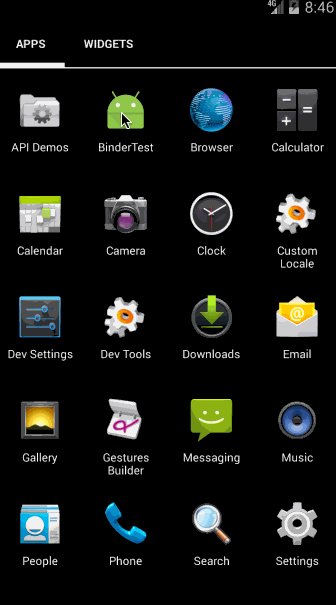 4G 8:46
APPS WIDGETS
API Demos BinderTest Browser Calculator
Calendar Camera Clock Custom
Locale
Dev Settings Dev Tools Downloads Email
@
Gallery Gestures Messaging Music
Builder
People Phone Search Settings